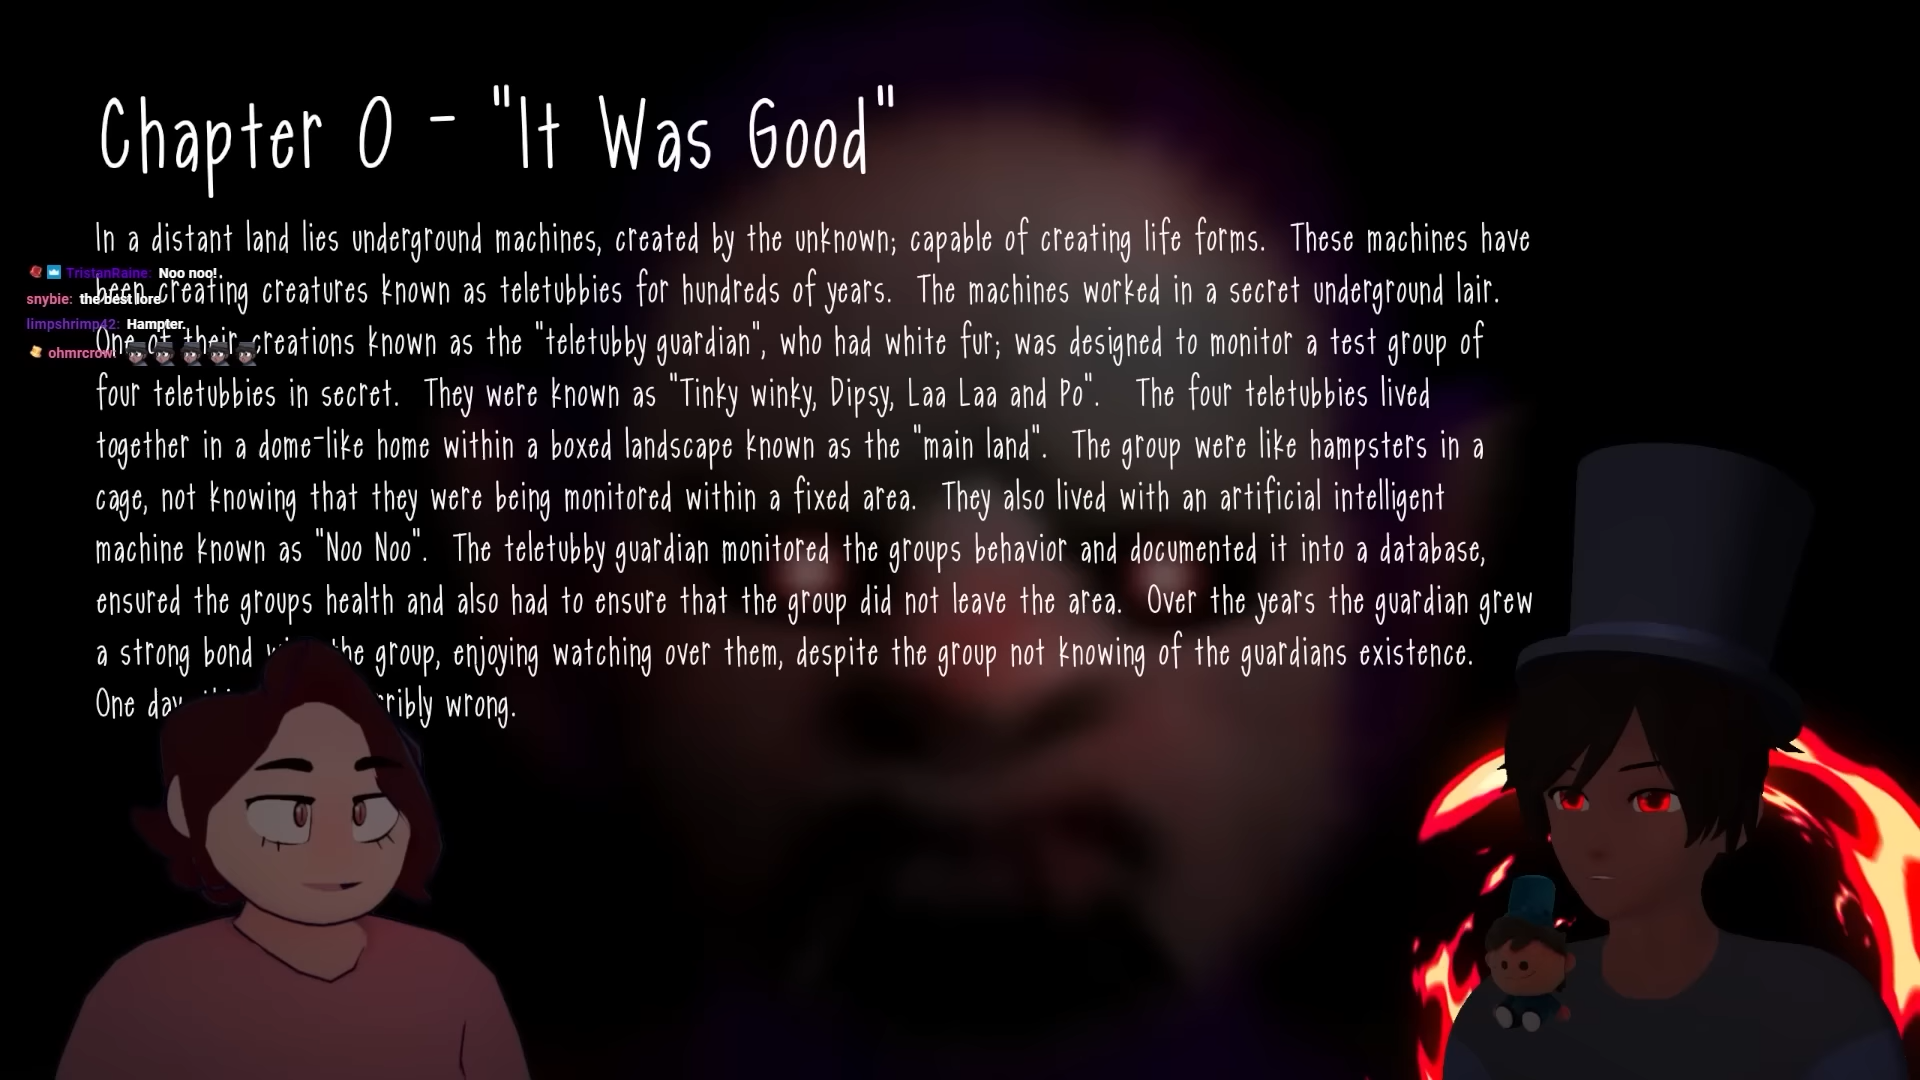 Chapter 0 - "It Was Good"
In a distant land lies underground machines, created by the unknown; capable of creating life forms. These machines have
been creating creatures known as teletubbies for hundreds of years. The machines worked in a secret underground lair.
One of their creations known as the "teletubby guardian", who had white fur; was designed to monitor a test group of
four teletubbies in secret. They were known as "Tinky winky, Dipsy, Laa Laa and Po". The four teletubbies lived
together in a dome-like home within a boxed landscape known as the "main land". The group were like hampsters in a
cage, not knowing that they were being monitored within a fixed area. They also lived with an artificial intelligent
machine known as "Noo Noo". The teletubby guardian monitored the groups behavior and documented it into a database,
ensured the groups health and also had to ensure that the group did not leave the area. Over the years the guardian grew
a strong bond the group, enjoying watching over them, despite the group not knowing of the guardians existence.
One day wrong.
TristanRaine: Noo noo!
snybie: the best lore
limpshrimp42: Hampter.
ohmrcrow: